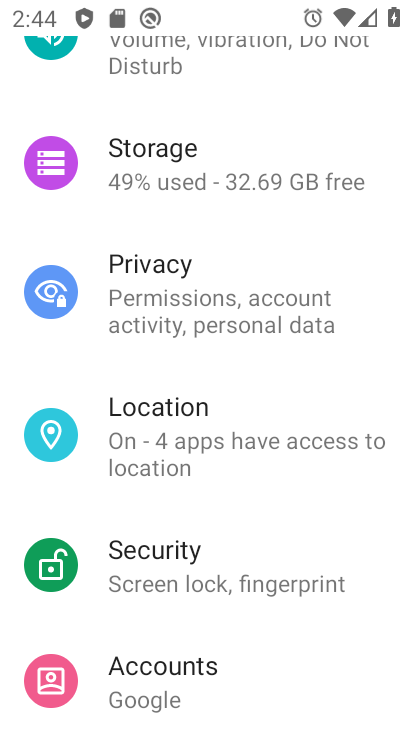 2:44
Volume, vibration, Do Not
Disturb
Storage
49% used - 32.69 GB free
Privacy
Permissions, account
activity, personal data
Location
On - 4 apps have access to
location
Security
Screen lock, fingerprint
Accounts
Google